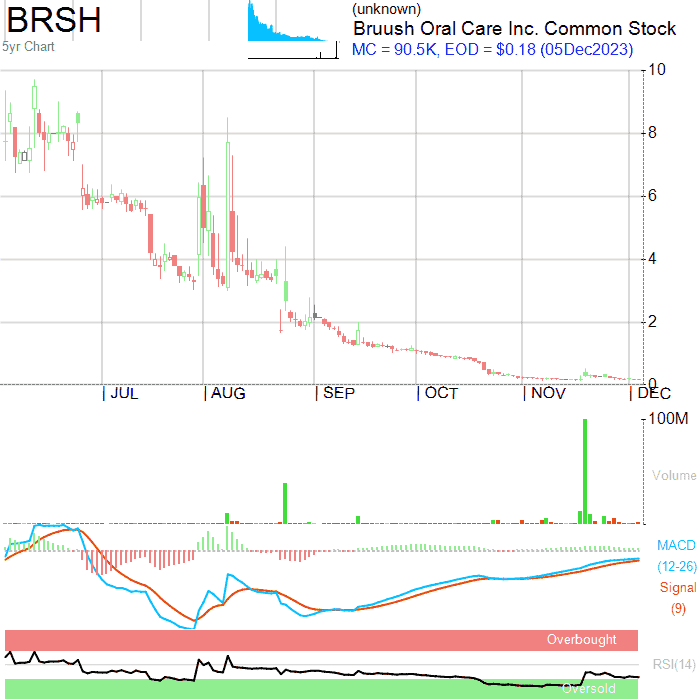 BRSH
5yr Chart
(unknown)
Bruush Oral Care Inc. Common Stock
MC = 90.5K, EOD = $0.18 (05Dec2023)
10
8
6
4
2
0
JUL AUG SEP OCT NOV DEC
100M
Volume
MACD
(12-26)
Signal
(9)
Overbought
RSI(14)
Oversold